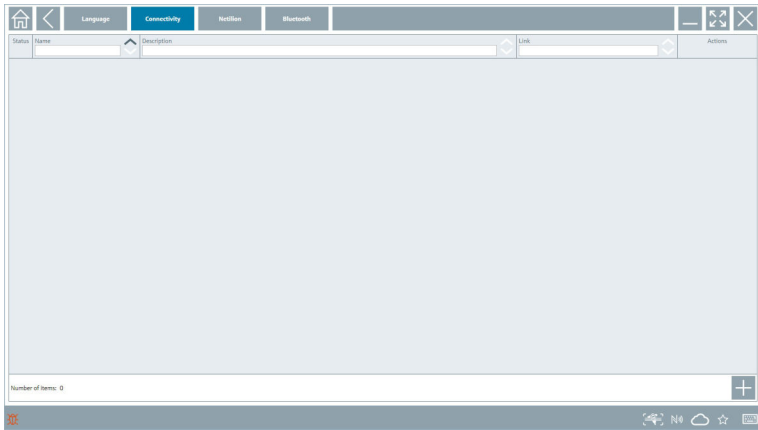 Language
Connectivity
Netilion
Bluetooth
Status
Name
Description
Link
Actions
Number of Items: 0